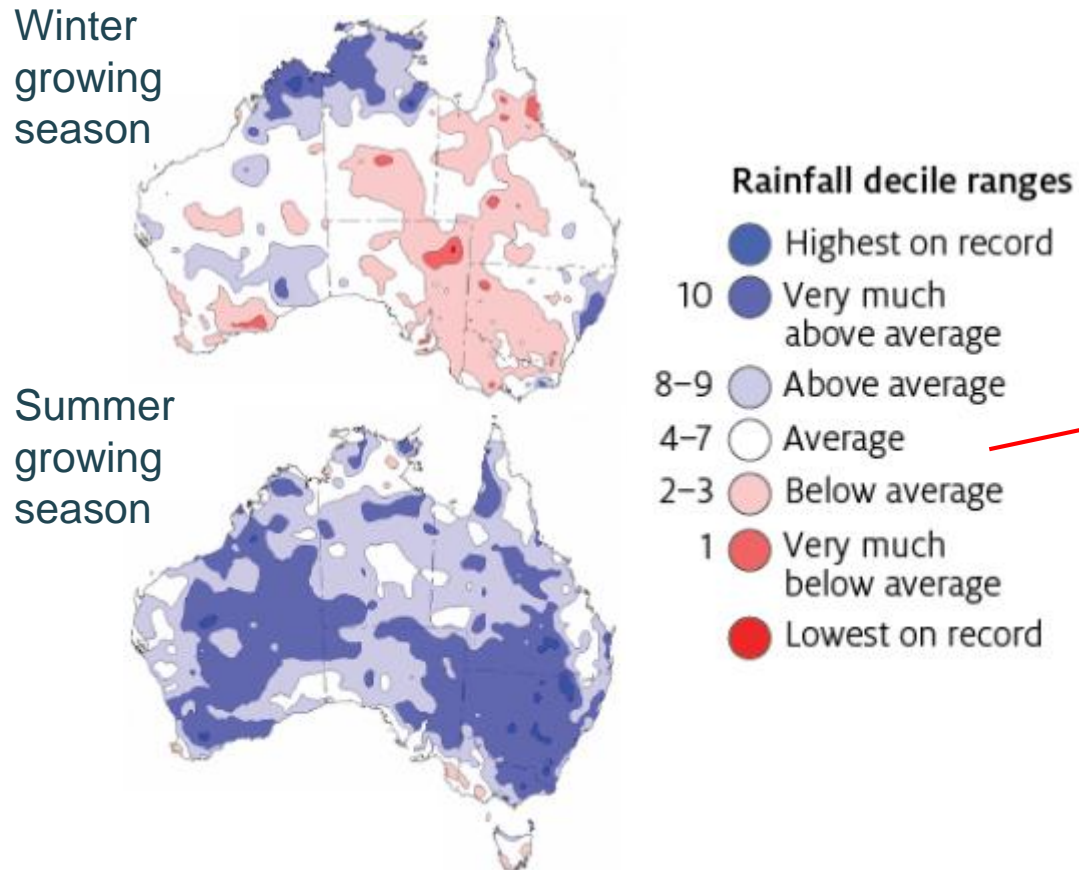 Winter
growing
season
Summer
growing
season
Rainfall decile ranges
Highest on record
10 Very much
above average
8–9 Above average
4–7 Average
2–3 Below average
1 Very much
below average
Lowest on record